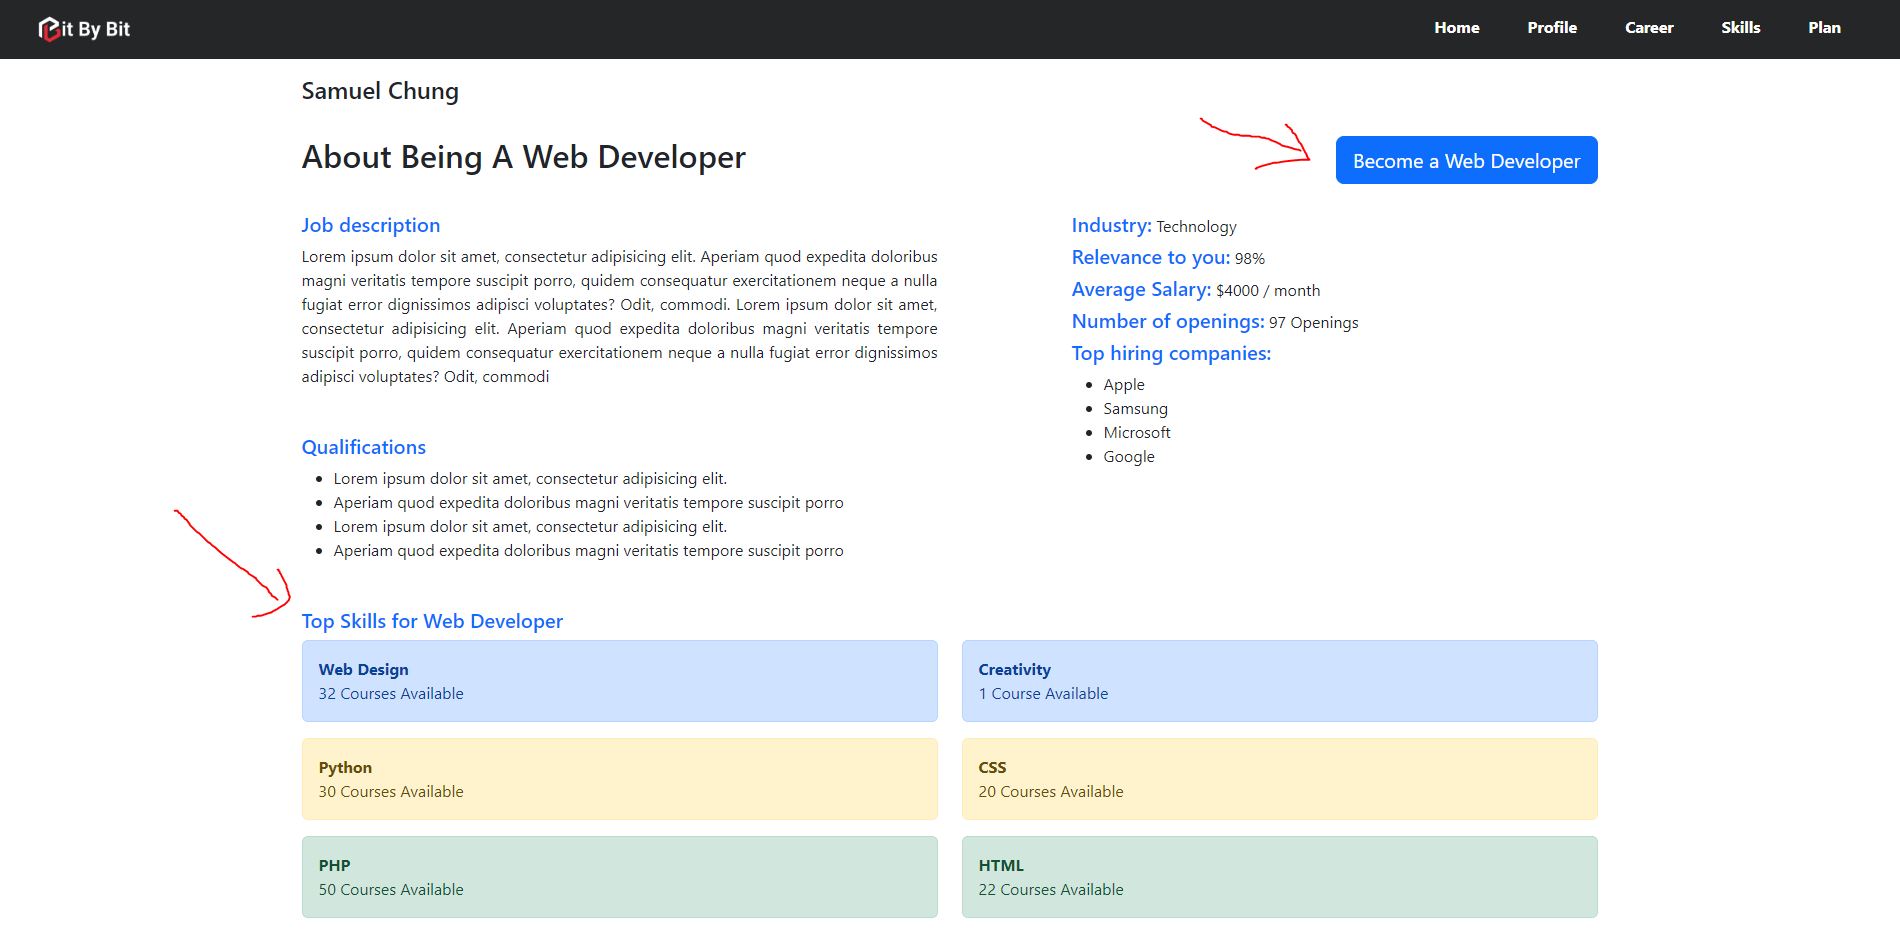 Bit By Bit
Home Profile Career Skills Plan
Samuel Chung
About Being A Web Developer
Become a Web Developer
Job description
Lorem ipsum dolor sit amet, consectetur adipisicing elit. Aperiam quod expedita doloribus
magni veritatis tempore suscipit porro, quidem consequatur exercitationem neque a nulla
fugiat error dignissimos adipisci voluptates? Odit, commodi. Lorem ipsum dolor sit amet,
consectetur adipisicing elit. Aperiam quod expedita doloribus magni veritatis tempore
suscipit porro, quidem consequatur exercitationem neque a nulla fugiat error dignissimos
adipisci voluptates? Odit, commodi
Qualifications
Lorem ipsum dolor sit amet, consectetur adipisicing elit.
Aperiam quod expedita doloribus magni veritatis tempore suscipit porro
Lorem ipsum dolor sit amet, consectetur adipisicing elit.
Aperiam quod expedita doloribus magni veritatis tempore suscipit porro
Industry: Technology
Relevance to you: 98%
Average Salary: $4000 / month
Number of openings: 97 Openings
Top hiring companies:
Apple
Samsung
Microsoft
Google
Top Skills for Web Developer
Web Design
32 Courses Available
Creativity
1 Course Available
Python
30 Courses Available
CSS
20 Courses Available
PHP
50 Courses Available
HTML
22 Courses Available